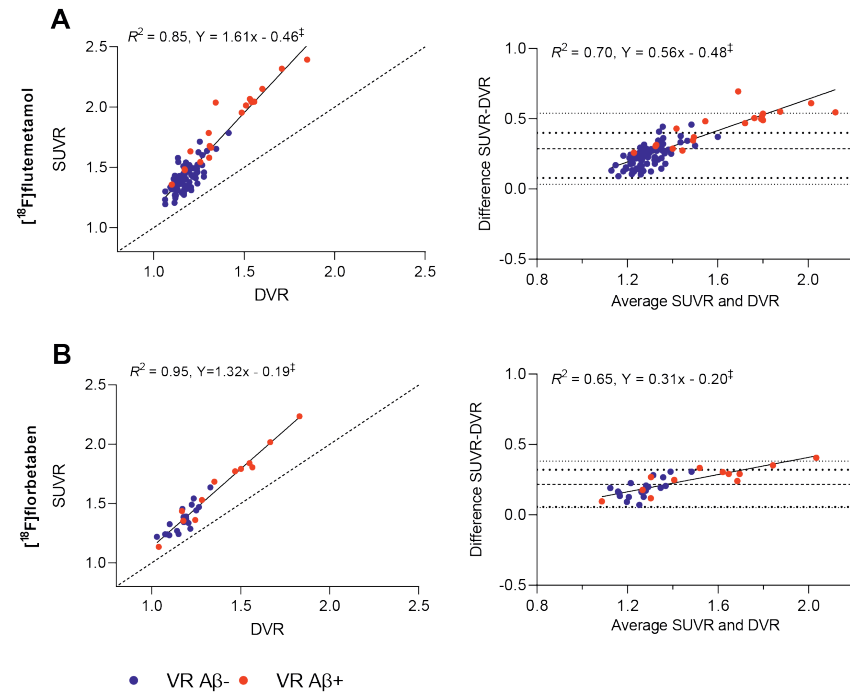 A
R² = 0.85, Y = 1.61x - 0.46‡
2.5
2.0
1.5
1.0
1.0 1.5 2.0 2.5
DVR
SUVR
[¹⁸F]flutemetamol
R² = 0.70, Y = 0.56x - 0.48‡
1.0
0.5
0.0
-0.5
0.8 1.2 1.6 2.0
Average SUVR and DVR
Difference SUVR-DVR
B
R² = 0.95, Y=1.32x - 0.19‡
2.5
2.0
1.5
1.0
1.0 1.5 2.0 2.5
DVR
SUVR
[¹⁸F]florbetaben
R² = 0.65, Y = 0.31x - 0.20‡
1.0
0.5
0.0
-0.5
0.8 1.2 1.6 2.0
Average SUVR and DVR
Difference SUVR-DVR
VR Aβ- VR Aβ+